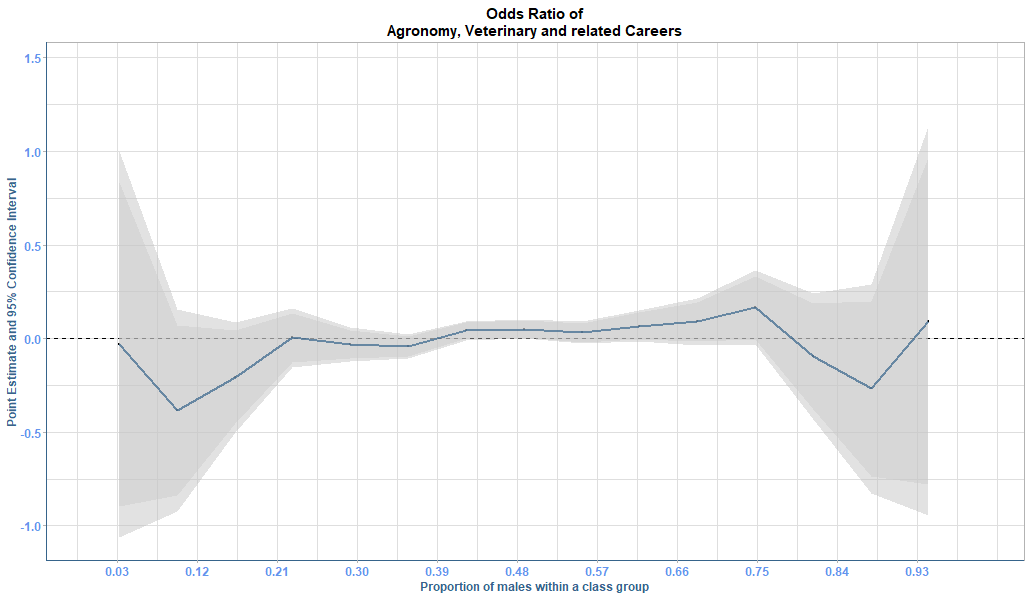 Odds Ratio of
Agronomy, Veterinary and related Careers
Point Estimate and 95% Confidence Interval
1.5
1.0
0.5
0.0
-0.5
-1.0
0.03 0.12 0.21 0.30 0.39 0.48 0.57 0.66 0.75 0.84 0.93
Proportion of males within a class group